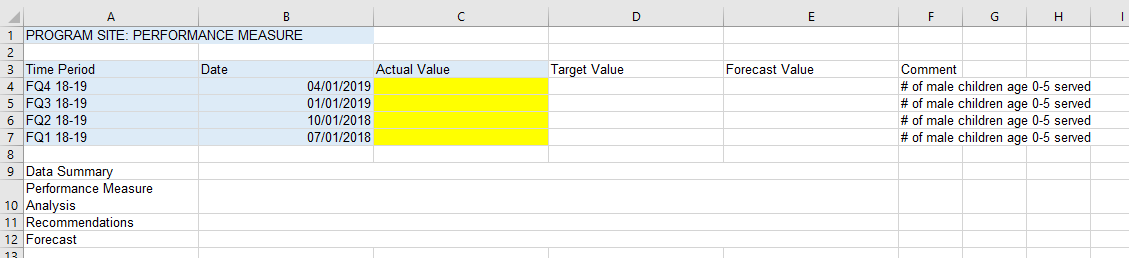 A B C D E F G H I
1 PROGRAM SITE: PERFORMANCE MEASURE
2
3 Time Period Date Actual Value Target Value Forecast Value Comment
4 FQ4 18-19 04/01/2019 # of male children age 0-5 served
5 FQ3 18-19 01/01/2019 # of male children age 0-5 served
6 FQ2 18-19 10/01/2018 # of male children age 0-5 served
7 FQ1 18-19 07/01/2018 # of male children age 0-5 served
8
9 Data Summary
Performance Measure
10 Analysis
11 Recommendations
12 Forecast
13